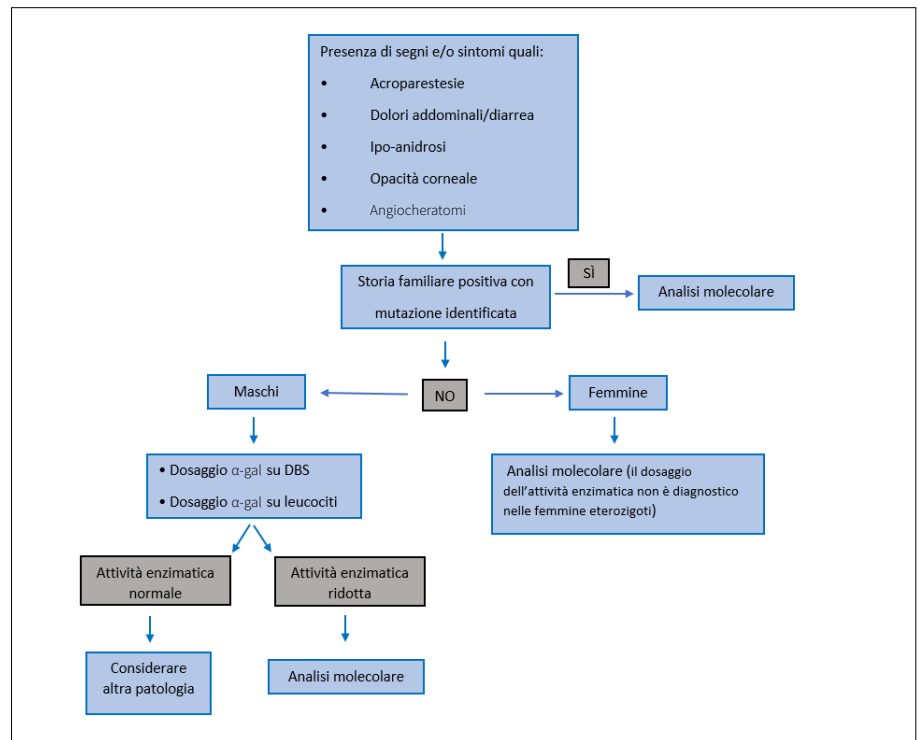 Presenza di segni e/o sintomi quali:
• Acroparestesie
• Dolori addominali/diarrea
• Ipo-anidrosi
• Opacità corneale
• Angiocheratomi
Storia familiare positiva con
mutazione identificata
SÌ
Analisi molecolare
Maschi
NO
Femmine
• Dosaggio α-gal su DBS
• Dosaggio α-gal su leucociti
Analisi molecolare (il dosaggio
dell'attività enzimatica non è diagnostico
nelle femmine eterozigoti)
Attività enzimatica
normale
Attività enzimatica
ridotta
Considerare
altra patologia
Analisi molecolare